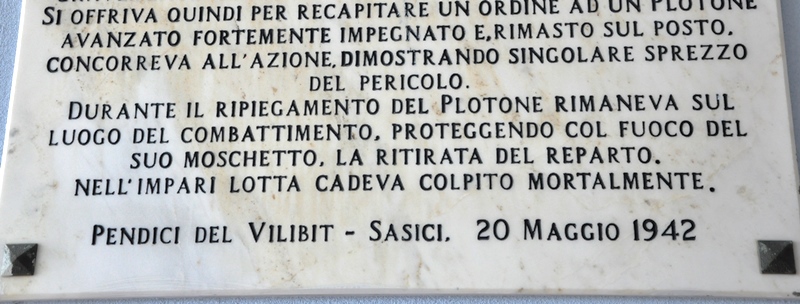 SI OFFRIVA QUINDI PER RECAPITARE UN ORDINE AD UN PLOTONE
AVANZATO FORTEMENTE IMPEGNATO E, RIMASTO SUL POSTO,
CONCORREVA ALL'AZIONE, DIMOSTRANDO SINGOLARE SPREZZO
DEL PERICOLO.
DURANTE IL RIPIEGAMENTO DEL PLOTONE RIMANEVA SUL
LUOGO DEL COMBATTIMENTO, PROTEGGENDO COL FUOCO DEL
SUO MOSCHETTO, LA RITIRATA DEL REPARTO.
NELL'IMPARI LOTTA CADEVA COLPITO MORTALMENTE.
PENDICI DEL VILIBIT - SASICI. 20 MAGGIO 1942